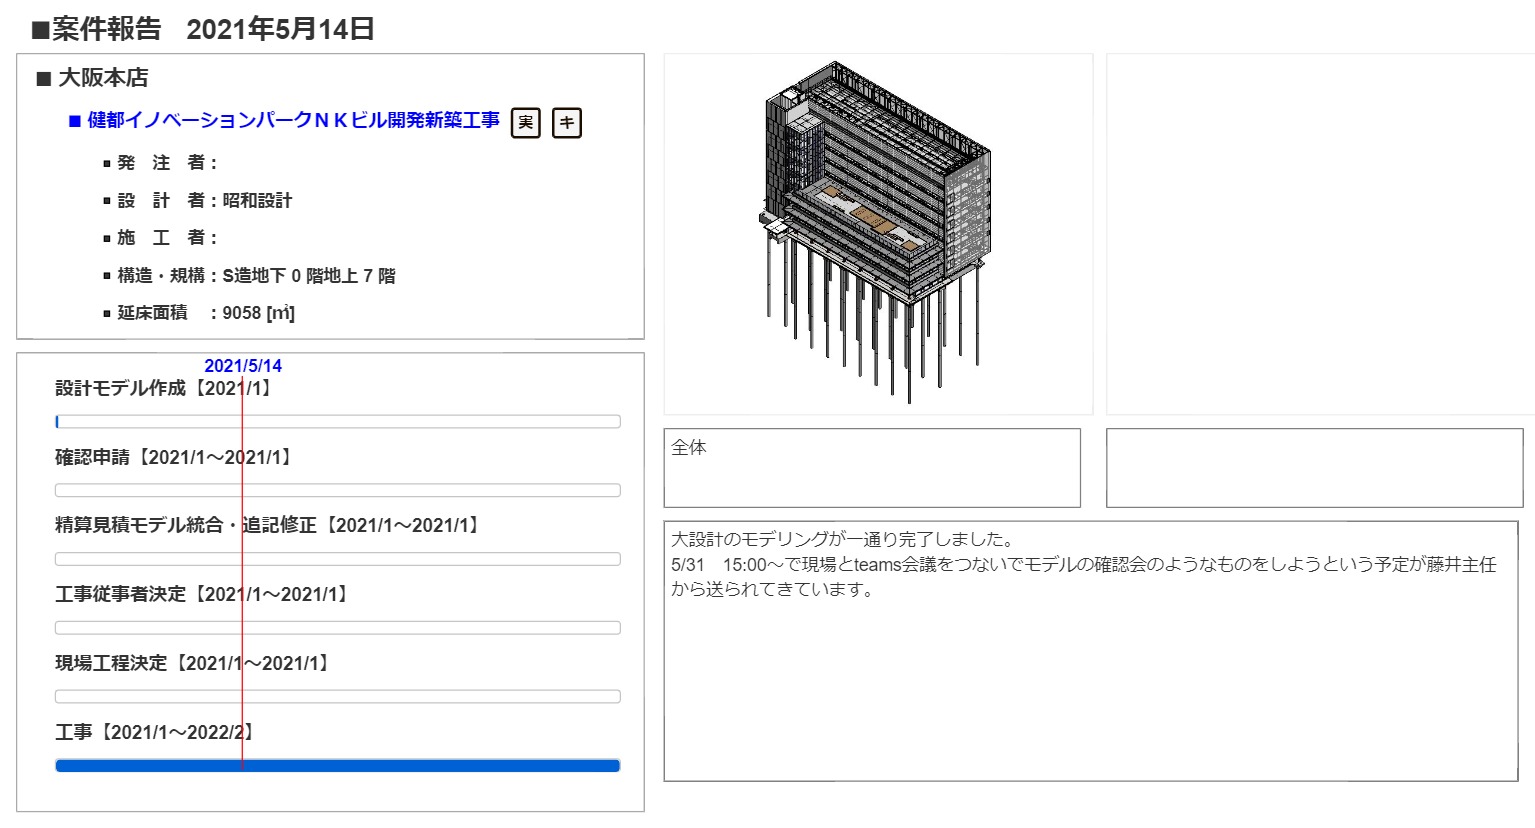 ■案件報告 2021年5月14日
■ 大阪本店
■ 健都イノベーションパークＮＫビル開発新築工事 実 キ
▪ 発　注　者：
▪ 設　計　者：昭和設計
▪ 施　工　者：
▪ 構造・規構：S造地下 0 階地上 7 階
▪ 延床面積　：9058 [㎡]
2021/5/14
設計モデル作成【2021/1】
確認申請【2021/1～2021/1】
精算見積モデル統合・追記修正【2021/1～2021/1】
工事従事者決定【2021/1～2021/1】
現場工程決定【2021/1～2021/1】
工事【2021/1～2022/2】
全体
大設計のモデリングが一通り完了しました。
5/31　15:00～で現場とteams会議をつないでモデルの確認会のようなものをしようという予定が藤井主任
から送られてきています。